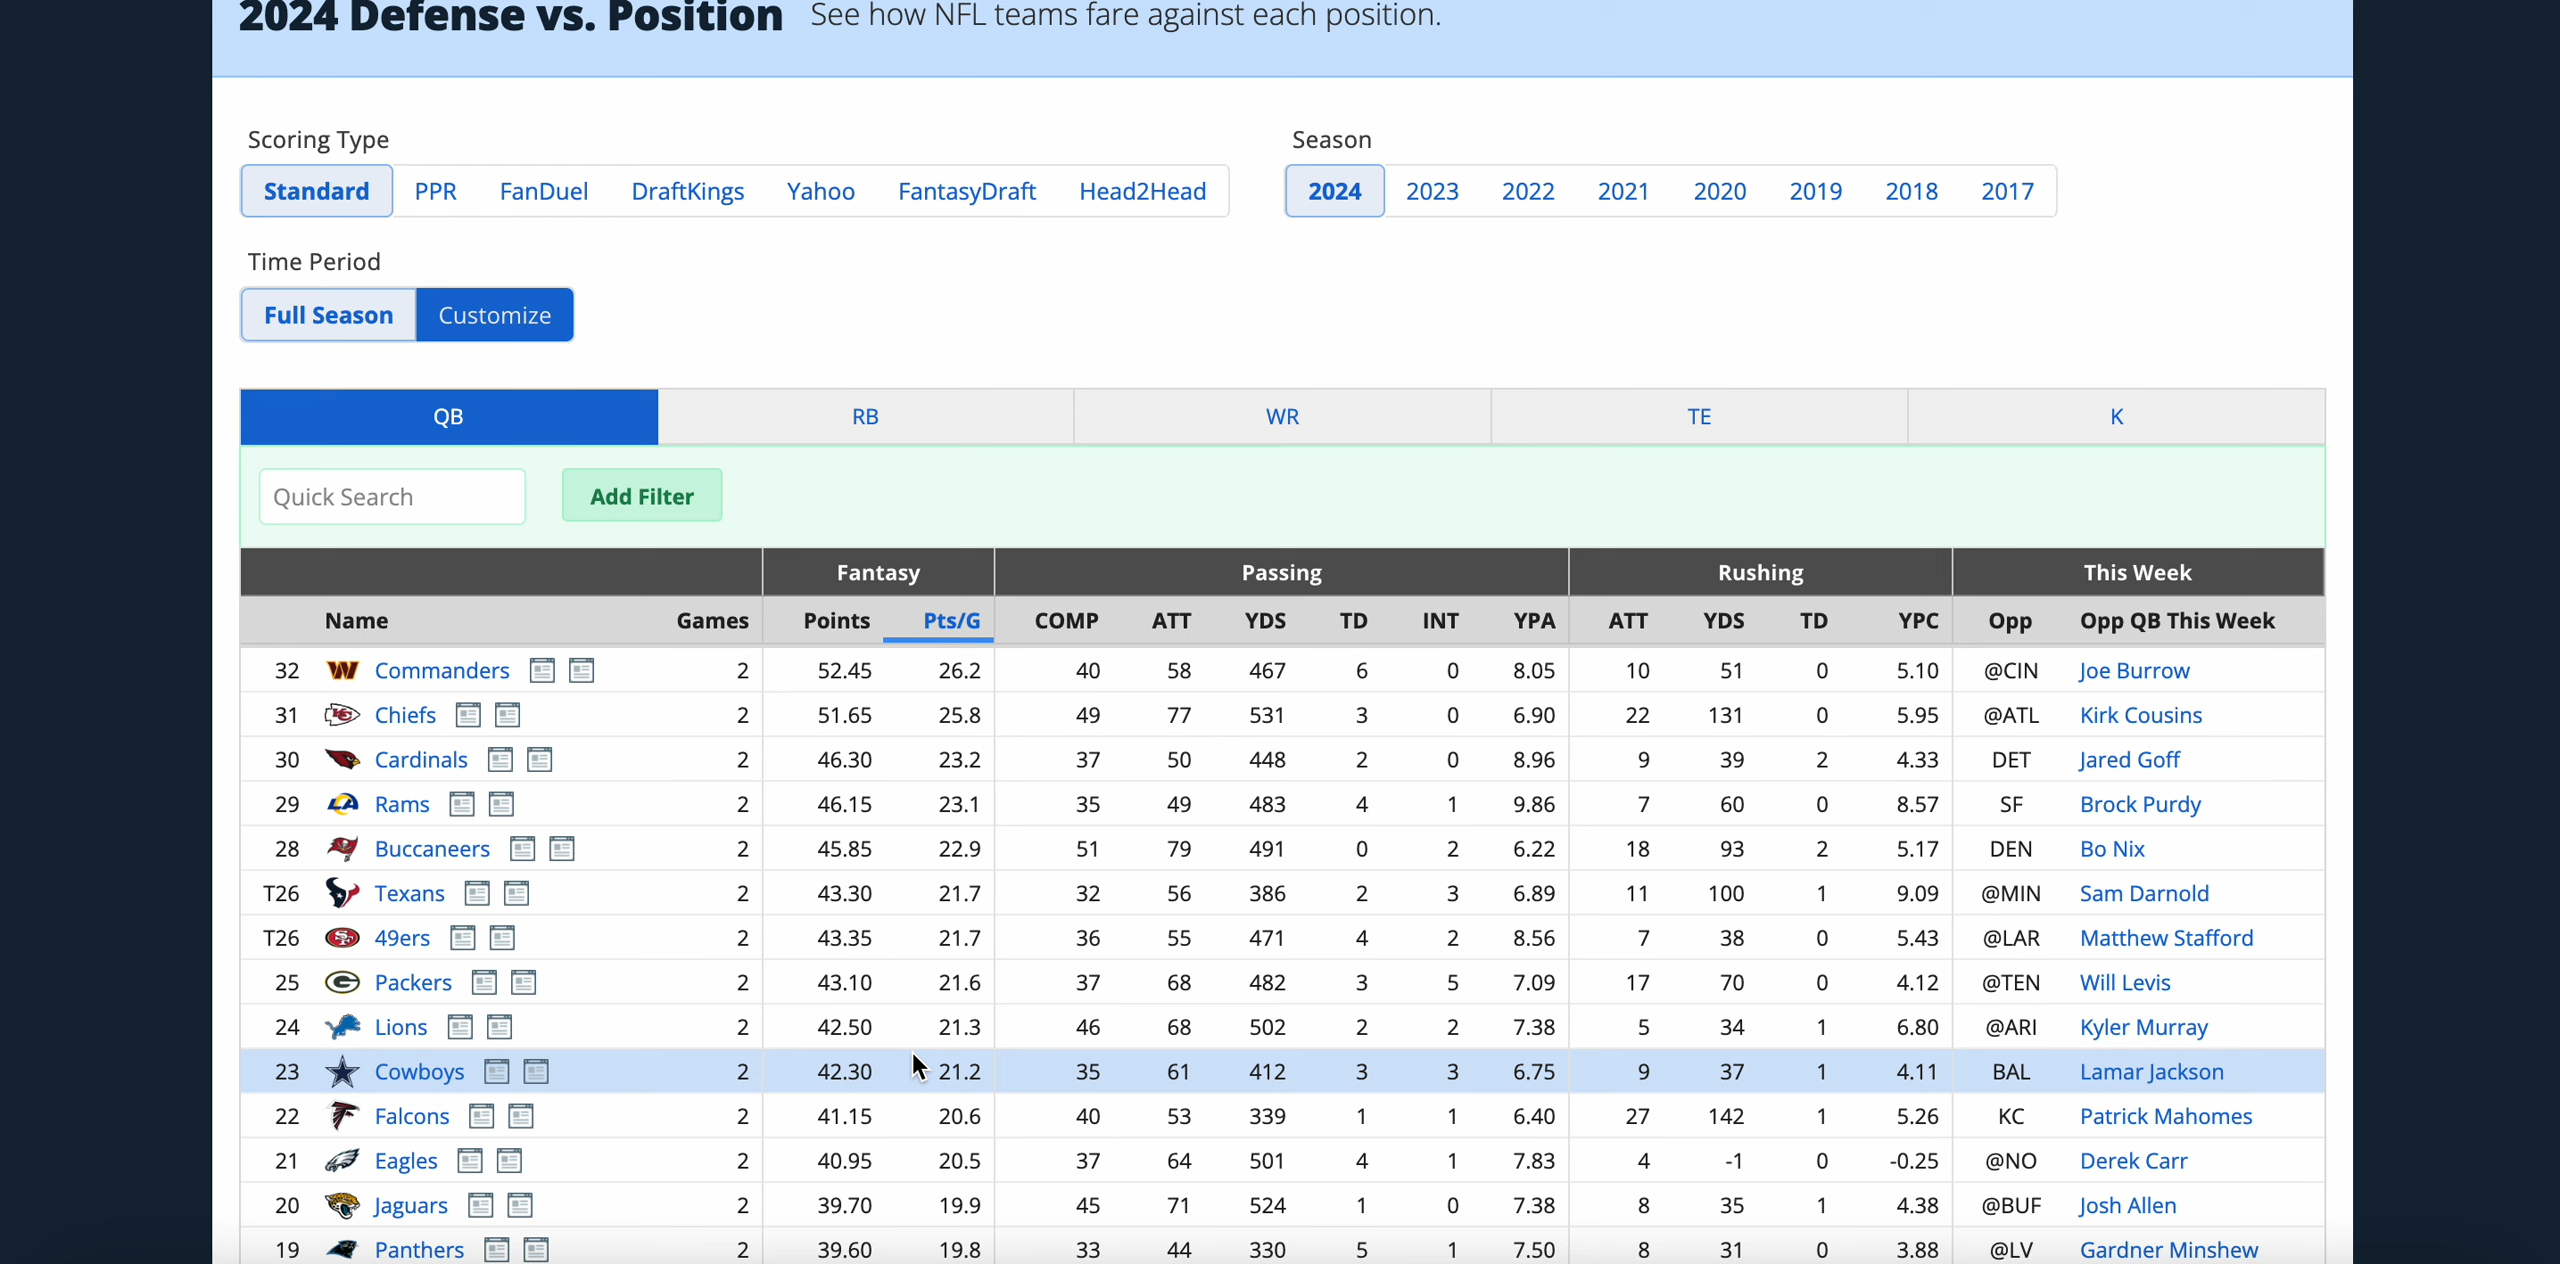 2024 Defense vs. Position See how NFL teams fare against each position.
Scoring Type
Season
Standard PPR FanDuel DraftKings Yahoo FantasyDraft Head2Head
2024 2023 2022 2021 2020 2019 2018 2017
Time Period
Full Season Customize
QB RB WR TE K
Quick Search Add Filter
Fantasy Passing Rushing This Week
Name Games Points Pts/G COMP ATT YDS TD INT YPA ATT YDS TD YPC Opp Opp QB This Week
32 Commanders 2 52.45 26.2 40 58 467 6 0 8.05 10 51 0 5.10 @CIN Joe Burrow
31 Chiefs 2 51.65 25.8 49 77 531 3 0 6.90 22 131 0 5.95 @ATL Kirk Cousins
30 Cardinals 2 46.30 23.2 37 50 448 2 0 8.96 9 39 2 4.33 DET Jared Goff
29 Rams 2 46.15 23.1 35 49 483 4 1 9.86 7 60 0 8.57 SF Brock Purdy
28 Buccaneers 2 45.85 22.9 51 79 491 0 2 6.22 18 93 2 5.17 DEN Bo Nix
T26 Texans 2 43.30 21.7 32 56 386 2 3 6.89 11 100 1 9.09 @MIN Sam Darnold
T26 49ers 2 43.35 21.7 36 55 471 4 2 8.56 7 38 0 5.43 @LAR Matthew Stafford
25 Packers 2 43.10 21.6 37 68 482 3 5 7.09 17 70 0 4.12 @TEN Will Levis
24 Lions 2 42.50 21.3 46 68 502 2 2 7.38 5 34 1 6.80 @ARI Kyler Murray
23 Cowboys 2 42.30 21.2 35 61 412 3 3 6.75 9 37 1 4.11 BAL Lamar Jackson
22 Falcons 2 41.15 20.6 40 53 339 1 1 6.40 27 142 1 5.26 KC Patrick Mahomes
21 Eagles 2 40.95 20.5 37 64 501 4 1 7.83 4 -1 0 -0.25 @NO Derek Carr
20 Jaguars 2 39.70 19.9 45 71 524 1 0 7.38 8 35 1 4.38 @BUF Josh Allen
19 Panthers 2 39.60 19.8 33 44 330 5 1 7.50 8 31 0 3.88 @LV Gardner Minshew